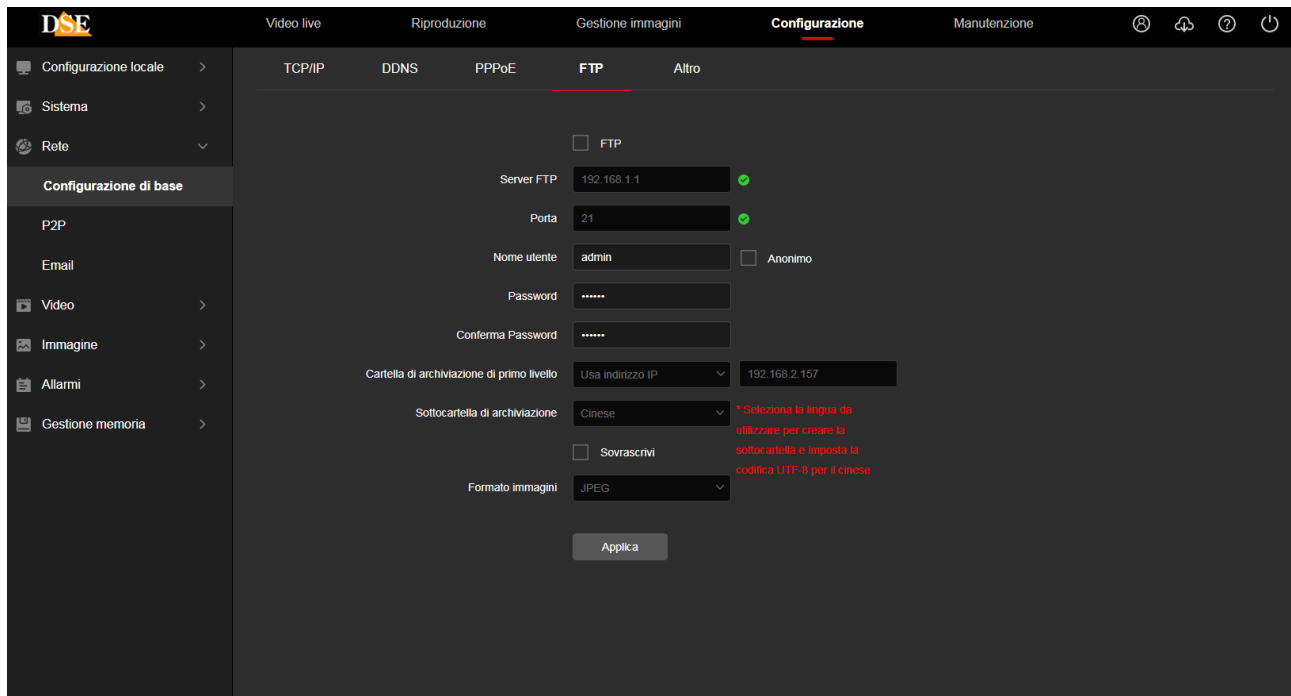 DSE
Video live Riproduzione Gestione immagini Configurazione Manutenzione
Configurazione locale
Sistema
Rete
Configurazione di base
P2P
Email
Video
Immagine
Allarmi
Gestione memoria
TCP/IP DDNS PPPoE FTP Altro
FTP
Server FTP 192.168.1.1
Porta 21
Nome utente admin Anonimo
Password ••••••
Conferma Password ••••••
Cartella di archiviazione di primo livello Usa indirizzo IP 192.168.2.157
Sottocartella di archiviazione Cinese
* Seleziona la lingua da
utilizzare per creare la
sottocartella e imposta la
codifica UTF-8 per il cinese
Sovrascrivi
Formato immagini JPEG
Applica